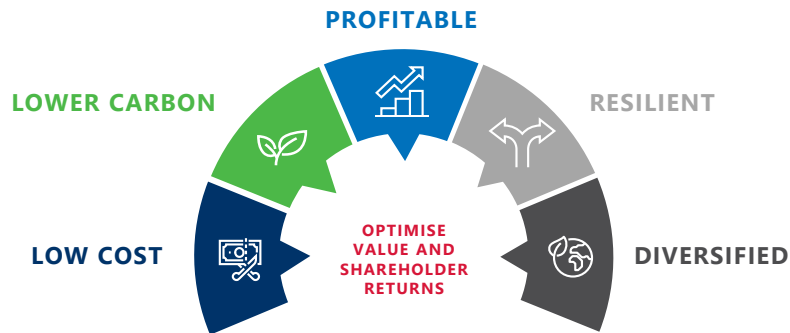 PROFITABLE
LOWER CARBON
RESILIENT
LOW COST
OPTIMISE
VALUE AND
SHAREHOLDER
RETURNS
DIVERSIFIED